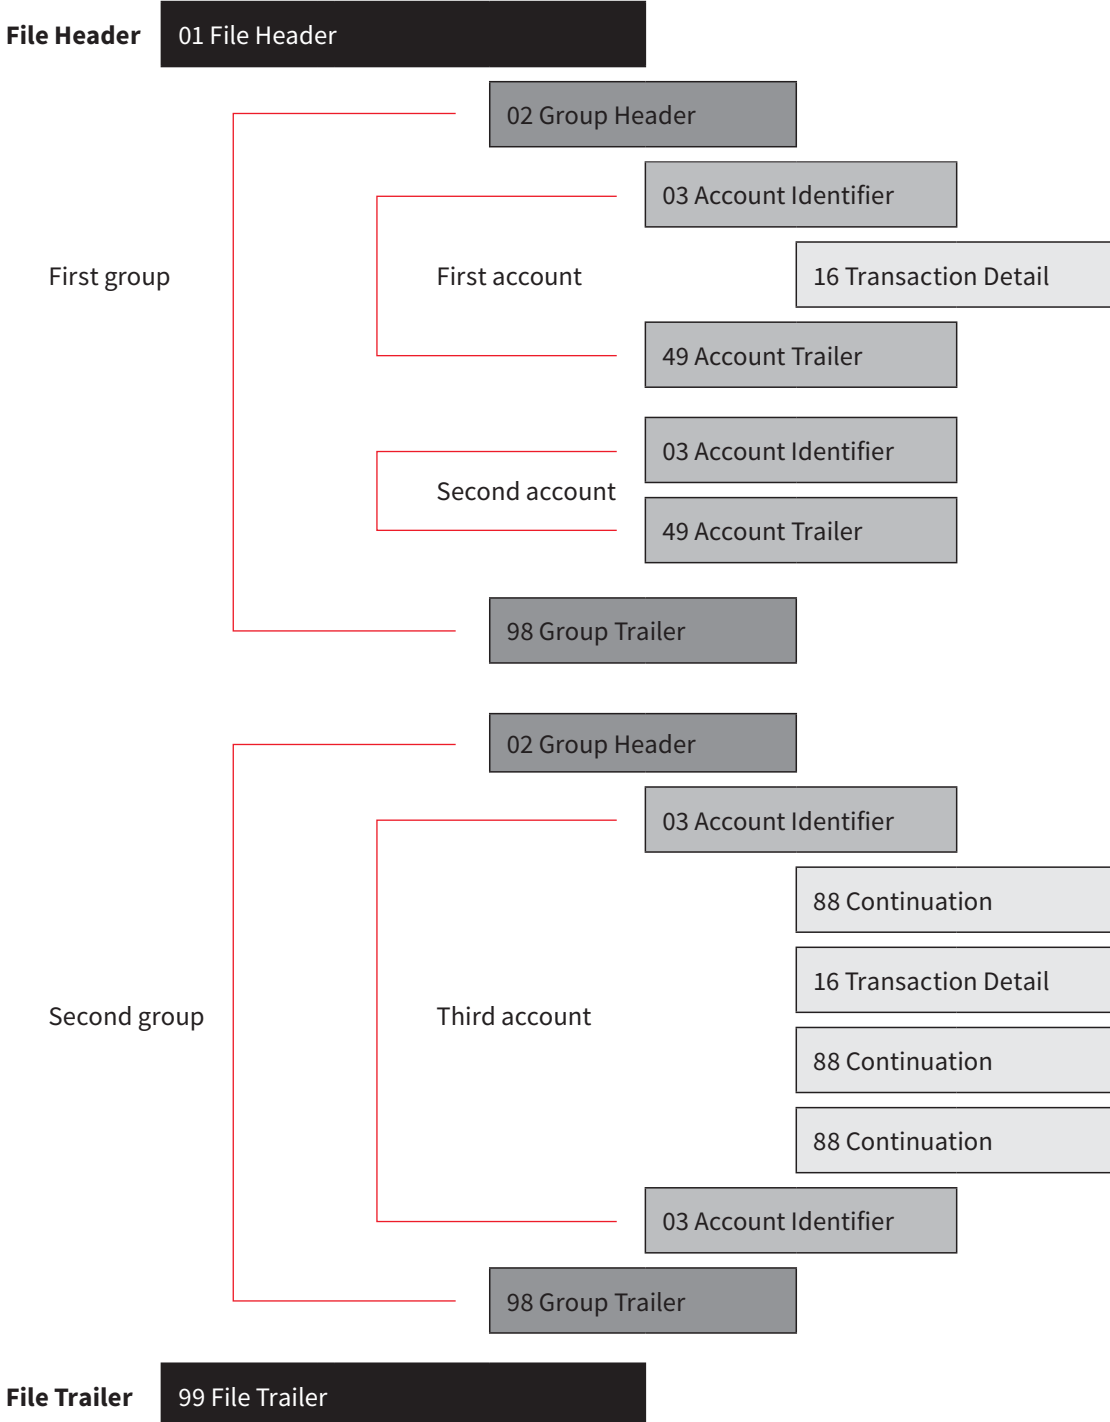 File Header 01 File Header
02 Group Header
03 Account Identifier
First group First account 16 Transaction Detail
49 Account Trailer
03 Account Identifier
Second account
49 Account Trailer
98 Group Trailer
02 Group Header
03 Account Identifier
88 Continuation
16 Transaction Detail
Second group Third account
88 Continuation
88 Continuation
03 Account Identifier
98 Group Trailer
File Trailer 99 File Trailer